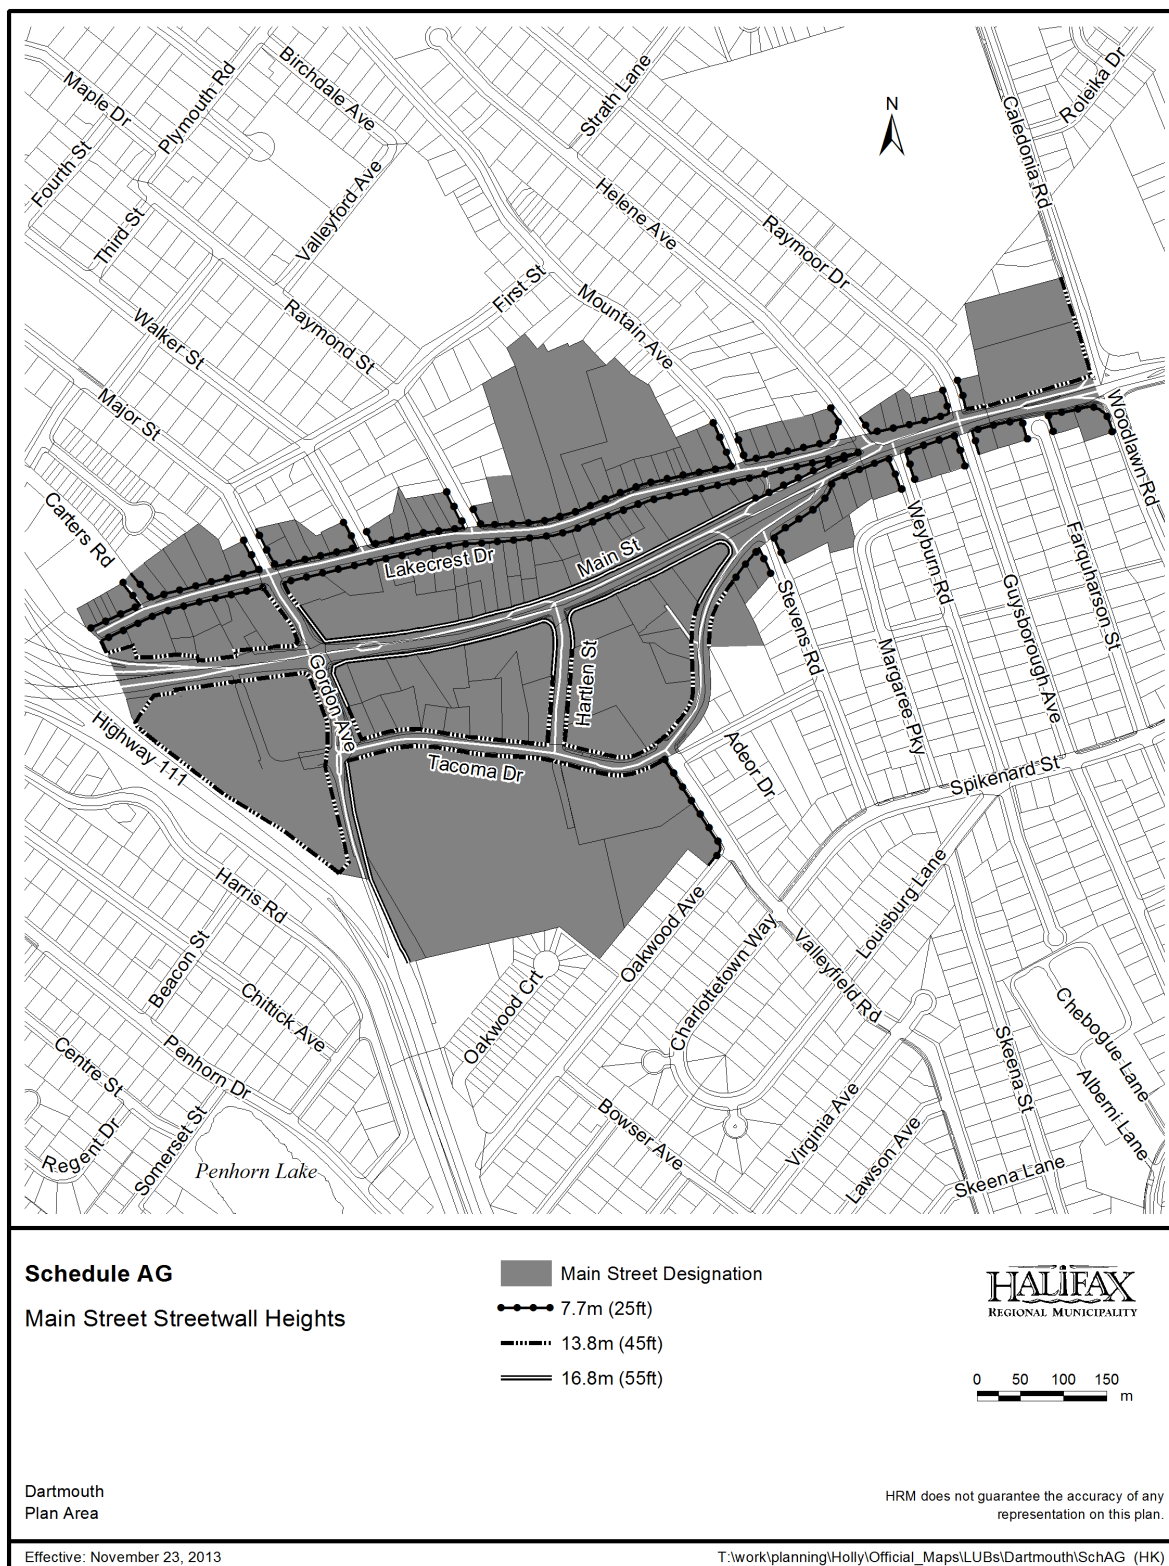 Birchdale Ave
Plymouth Rd
Maple Dr
Fourth St
Third St
Valleyford Ave
Strath Lane
N
Caledonia Rd
Roleika Dr
Helene Ave
Raymoor Dr
First St
Mountain Ave
Walker St
Raymond St
Major St
Carters Rd
Woodlawn Rd
Lakecrest Dr
Main St
Weyburn Rd
Farquharson St
Guysborough Ave
Stevens Rd
Margaree Pky
Hartlen St
Gordon Ave
Highway 111
Tacoma Dr
Adeor Dr
Spikenard St
Harris Rd
Beacon St
Chittick Ave
Centre St
Penhorn Dr
Regent Dr
Somerset St
Penhorn Lake
Oakwood Crt
Oakwood Ave
Charlottetown Way
Valleyfield Rd
Louisburg Lane
Bowser Ave
Virginia Ave
Lawson Ave
Skeena St
Skeena Lane
Chebogue Lane
Alberni Lane
Schedule AG
Main Street Streetwall Heights
Main Street Designation
7.7m (25ft)
13.8m (45ft)
16.8m (55ft)
HALIFAX
REGIONAL MUNICIPALITY
0 50 100 150
m
Dartmouth
Plan Area
HRM does not guarantee the accuracy of any
representation on this plan.
Effective: November 23, 2013
T:\work\planning\Holly\Official_Maps\LUBs\Dartmouth\SchAG (HK)